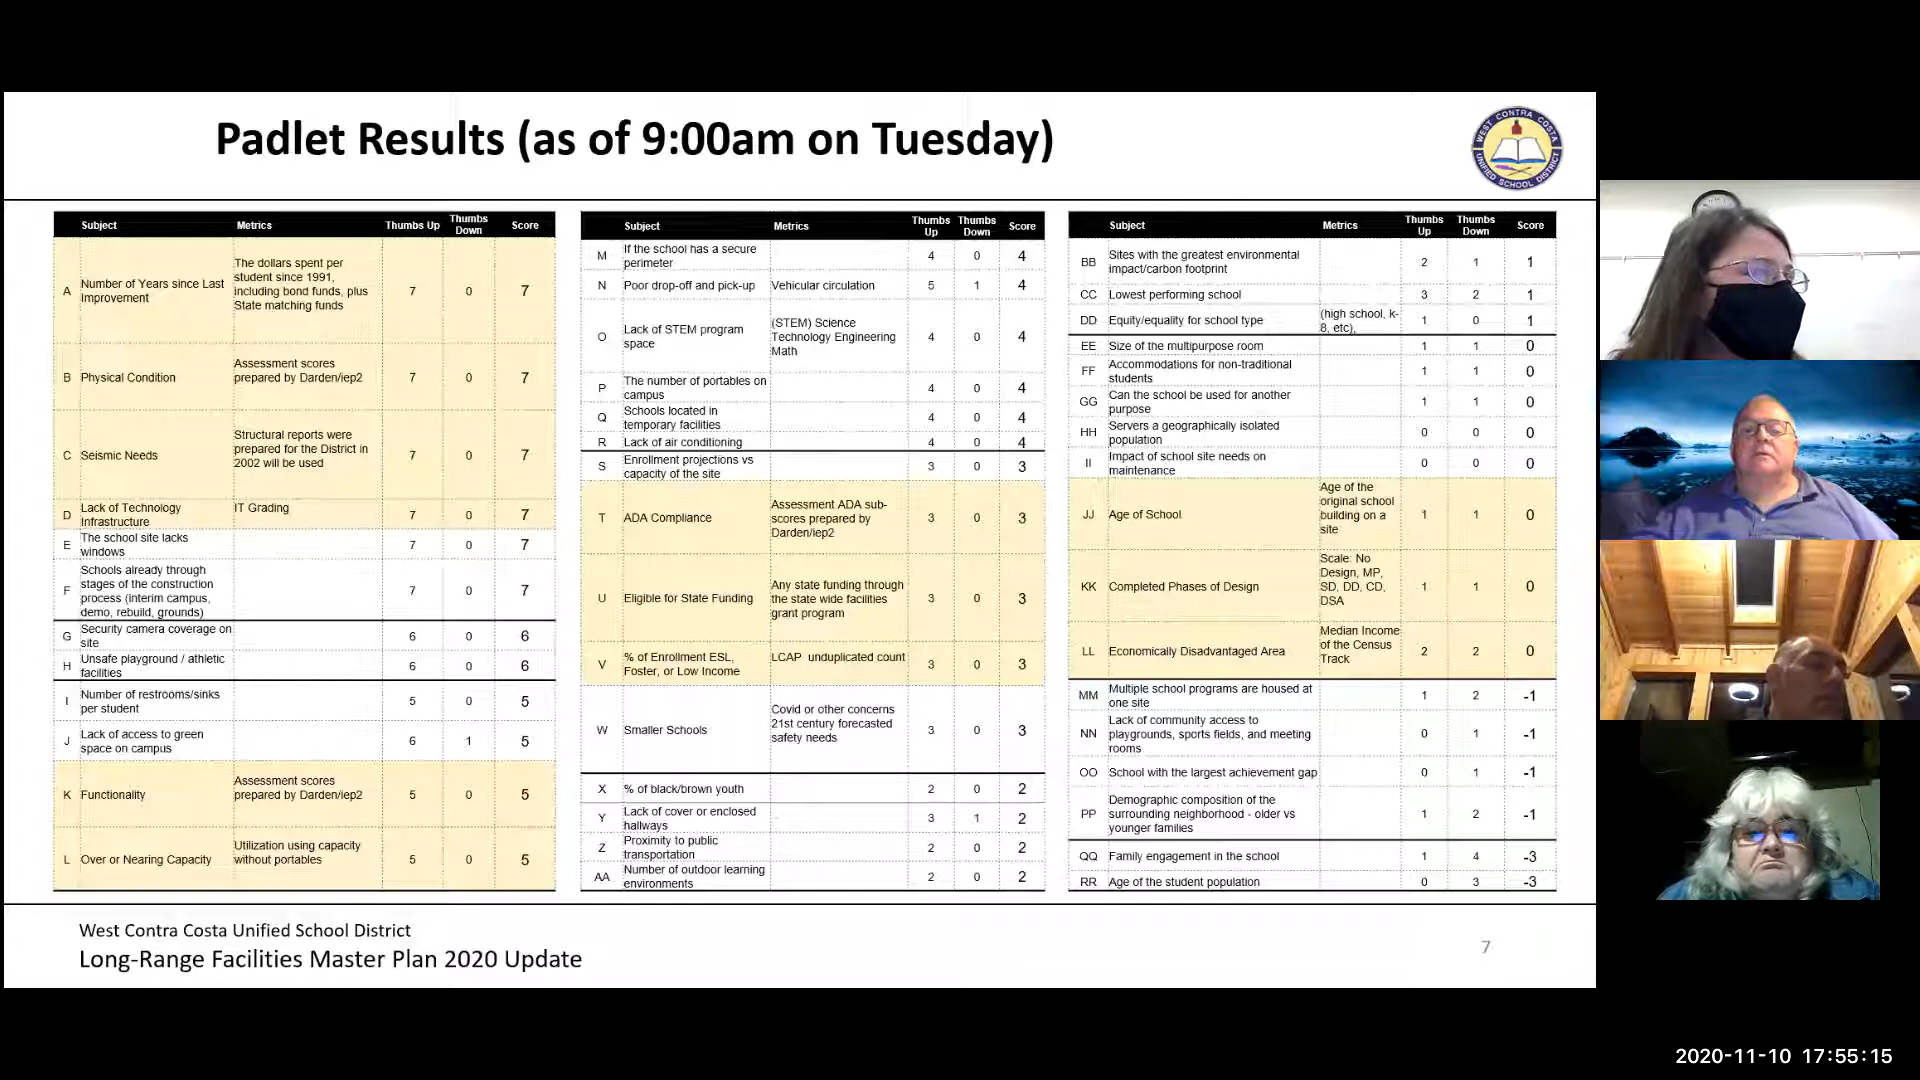 Padlet Results (as of 9:00am on Tuesday)
WEST CONTRA COSTA
UNIFIED SCHOOL DISTRICT
Subject Metrics Thumbs Up Thumbs Down Score
A Number of Years since Last Improvement The dollars spent per student since 1991, including bond funds, plus State matching funds 7 0 7
B Physical Condition Assessment scores prepared by Darden/iep2 7 0 7
C Seismic Needs Structural reports were prepared for the District in 2002 will be used 7 0 7
D Lack of Technology Infrastructure IT Grading 7 0 7
E The school site lacks windows 7 0 7
F Schools already through stages of the construction process (interim campus, demo, rebuild, grounds) 7 0 7
G Security camera coverage on site 6 0 6
H Unsafe playground / athletic facilities 6 0 6
I Number of restrooms/sinks per student 5 0 5
J Lack of access to green space on campus 6 1 5
K Functionality Assessment scores prepared by Darden/iep2 5 0 5
L Over or Nearing Capacity Utilization using capacity without portables 5 0 5
Subject Metrics Thumbs Up Thumbs Down Score
M If the school has a secure perimeter 4 0 4
N Poor drop-off and pick-up Vehicular circulation 5 1 4
O Lack of STEM program space (STEM) Science Technology Engineering Math 4 0 4
P The number of portables on campus 4 0 4
Q Schools located in temporary facilities 4 0 4
R Lack of air conditioning 4 0 4
S Enrollment projections vs capacity of the site 3 0 3
T ADA Compliance Assessment ADA sub-scores prepared by Darden/iep2 3 0 3
U Eligible for State Funding Any state funding through the state wide facilities grant program 3 0 3
V % of Enrollment ESL, Foster, or Low Income LCAP unduplicated count 3 0 3
W Smaller Schools Covid or other concerns 21st century forecasted safety needs 3 0 3
X % of black/brown youth 2 0 2
Y Lack of cover or enclosed hallways 3 1 2
Z Proximity to public transportation 2 0 2
AA Number of outdoor learning environments 2 0 2
Subject Metrics Thumbs Up Thumbs Down Score
BB Sites with the greatest environmental impact/carbon footprint 2 1 1
CC Lowest performing school 3 2 1
DD Equity/equality for school type (high school, k-8, etc), 1 0 1
EE Size of the multipurpose room 1 1 0
FF Accommodations for non-traditional students 1 1 0
GG Can the school be used for another purpose 1 1 0
HH Servers a geographically isolated population 0 0 0
II Impact of school site needs on maintenance 0 0 0
JJ Age of School Age of the original school building on a site 1 1 0
KK Completed Phases of Design Scale: No Design, MP, SD, DD, CD, DSA 1 1 0
LL Economically Disadvantaged Area Median Income of the Census Track 2 2 0
MM Multiple school programs are housed at one site 1 2 -1
NN Lack of community access to playgrounds, sports fields, and meeting rooms 0 1 -1
OO School with the largest achievement gap 0 1 -1
PP Demographic composition of the surrounding neighborhood - older vs younger families 1 2 -1
QQ Family engagement in the school 1 4 -3
RR Age of the student population 0 3 -3
West Contra Costa Unified School District
Long-Range Facilities Master Plan 2020 Update
7
2020-11-10 17:55:15